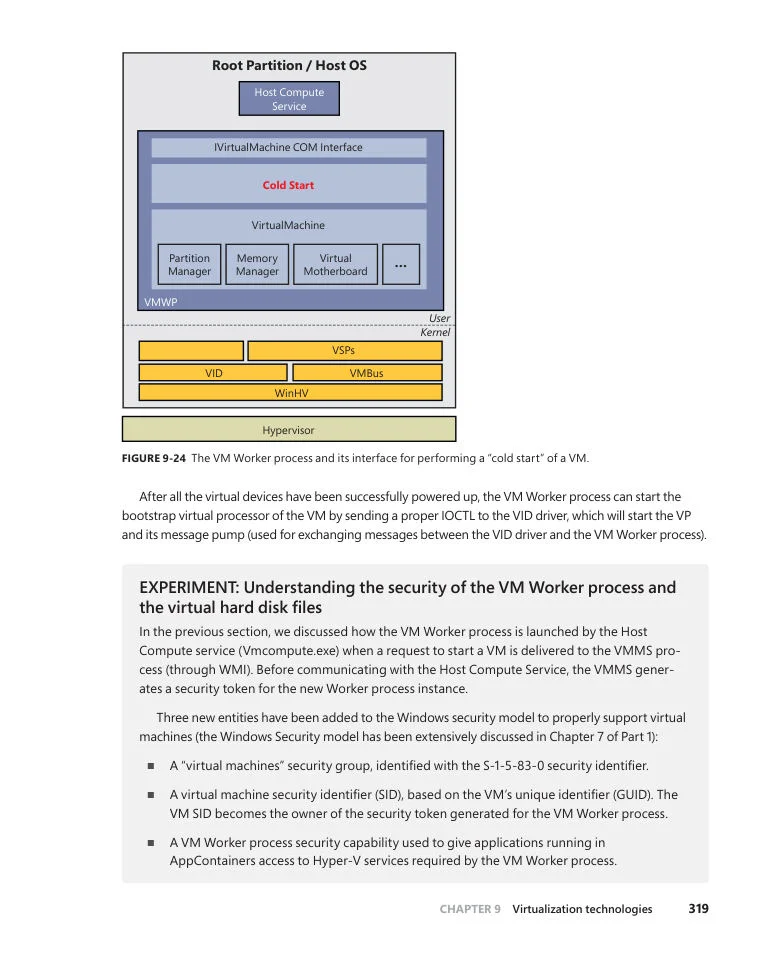 Root Partition / Host OS
Host Compute
Service
IVirtualMachine COM Interface
Cold Start
VirtualMachine
Partition
Manager
Memory
Manager
Virtual
Motherboard
...
VMWP
User
Kernel
VSPs
VID
VMBus
WinHV
Hypervisor
FIGURE 9-24 The VM Worker process and its interface for performing a “cold start” of a VM.
After all the virtual devices have been successfully powered up, the VM Worker process can start the
bootstrap virtual processor of the VM by sending a proper IOCTL to the VID driver, which will start the VP
and its message pump (used for exchanging messages between the VID driver and the VM Worker process).
EXPERIMENT: Understanding the security of the VM Worker process and
the virtual hard disk files
In the previous section, we discussed how the VM Worker process is launched by the Host
Compute service (Vmcompute.exe) when a request to start a VM is delivered to the VMMS pro-
cess (through WMI). Before communicating with the Host Compute Service, the VMMS gener-
ates a security token for the new Worker process instance.
Three new entities have been added to the Windows security model to properly support virtual
machines (the Windows Security model has been extensively discussed in Chapter 7 of Part 1):
■ A “virtual machines” security group, identified with the S-1-5-83-0 security identifier.
■ A virtual machine security identifier (SID), based on the VM’s unique identifier (GUID). The
VM SID becomes the owner of the security token generated for the VM Worker process.
■ A VM Worker process security capability used to give applications running in
AppContainers access to Hyper-V services required by the VM Worker process.
CHAPTER 9 Virtualization technologies 319